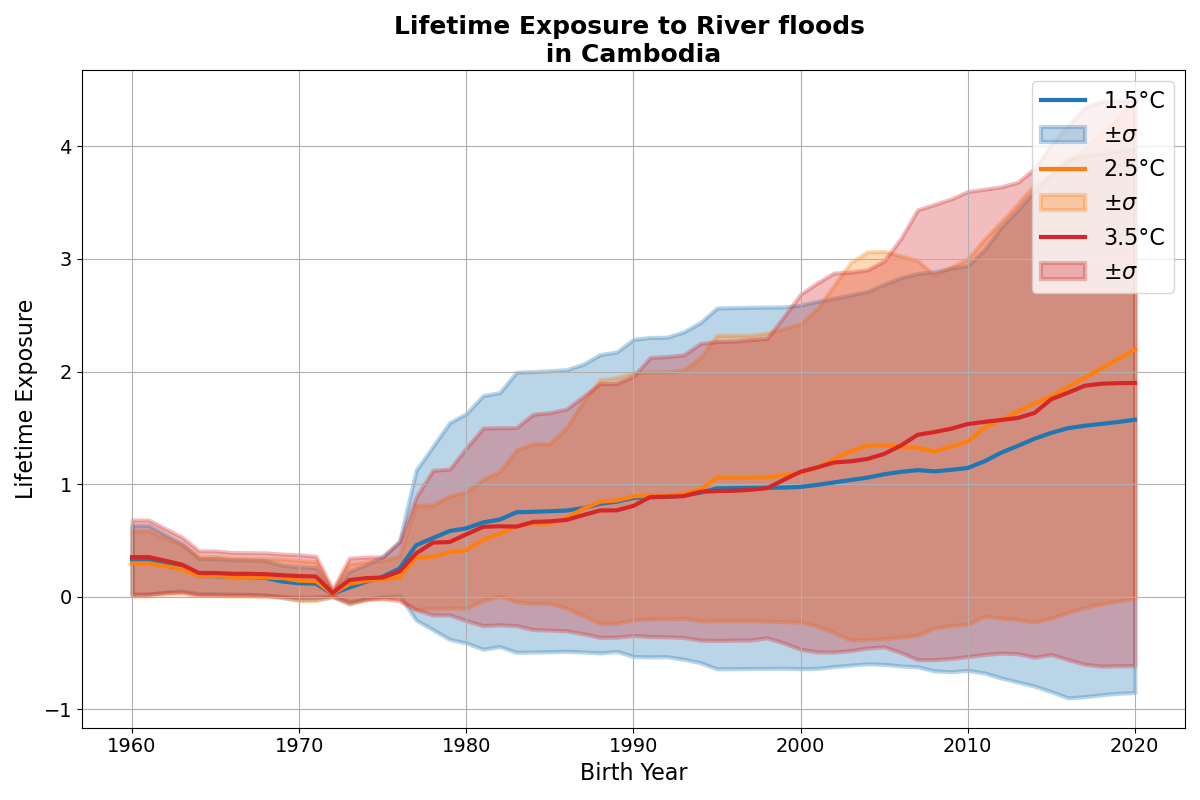 Lifetime Exposure to River floods
in Cambodia
Lifetime Exposure
4
3
2
1
0
−1
1960 1970 1980 1990 2000 2010 2020
Birth Year
1.5°C
±σ
2.5°C
±σ
3.5°C
±σ